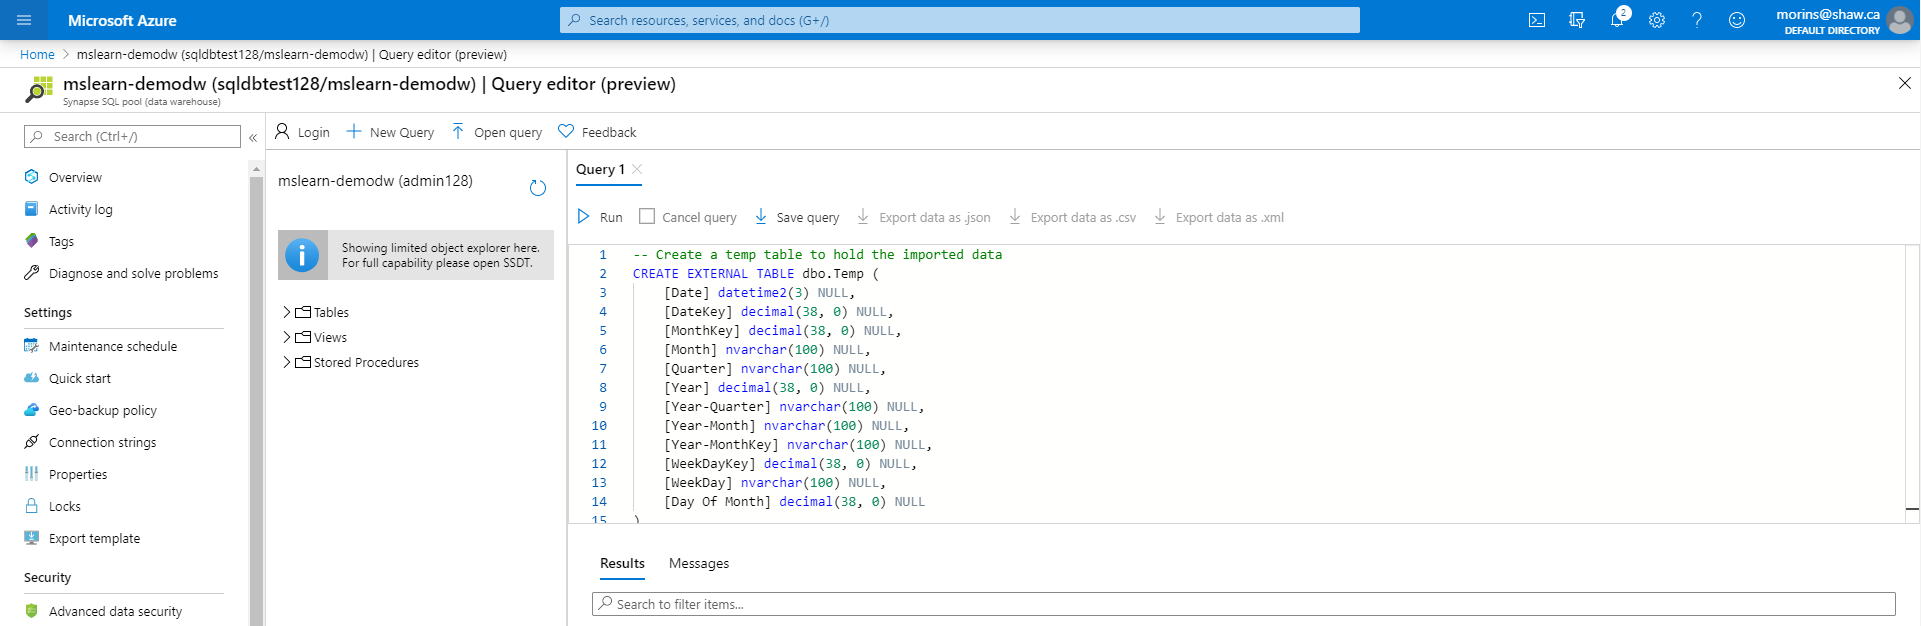 Microsoft Azure
Search resources, services, and docs (G+/)
2
morins@shaw.ca
DEFAULT DIRECTORY
Home > mslearn-demodw (sqldbtest128/mslearn-demodw) | Query editor (preview)
mslearn-demodw (sqldbtest128/mslearn-demodw) | Query editor (preview)
Synapse SQL pool (data warehouse)
Search (Ctrl+/)
«
Overview
Activity log
Tags
Diagnose and solve problems
Settings
Maintenance schedule
Quick start
Geo-backup policy
Connection strings
Properties
Locks
Export template
Security
Advanced data security
Login
New Query
Open query
Feedback
mslearn-demodw (admin128)
Showing limited object explorer here.
For full capability please open SSDT.
Tables
Views
Stored Procedures
Query 1
Run
Cancel query
Save query
Export data as .json
Export data as .csv
Export data as .xml
1 -- Create a temp table to hold the imported data
2 CREATE EXTERNAL TABLE dbo.Temp (
3 [Date] datetime2(3) NULL,
4 [DateKey] decimal(38, 0) NULL,
5 [MonthKey] decimal(38, 0) NULL,
6 [Month] nvarchar(100) NULL,
7 [Quarter] nvarchar(100) NULL,
8 [Year] decimal(38, 0) NULL,
9 [Year-Quarter] nvarchar(100) NULL,
10 [Year-Month] nvarchar(100) NULL,
11 [Year-MonthKey] nvarchar(100) NULL,
12 [WeekDayKey] decimal(38, 0) NULL,
13 [WeekDay] nvarchar(100) NULL,
14 [Day Of Month] decimal(38, 0) NULL
15 )
Results
Messages
Search to filter items...